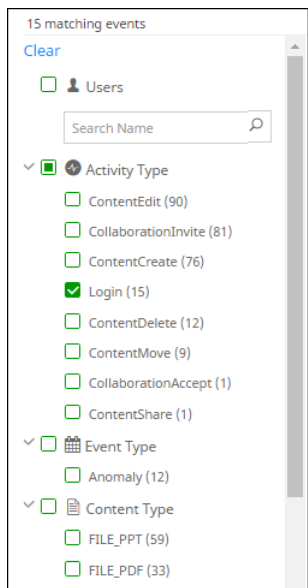 15 matching events
Clear
Users
Search Name
Activity Type
ContentEdit (90)
CollaborationInvite (81)
ContentCreate (76)
Login (15)
ContentDelete (12)
ContentMove (9)
CollaborationAccept (1)
ContentShare (1)
Event Type
Anomaly (12)
Content Type
FILE_PPT (59)
FILE_PDF (33)